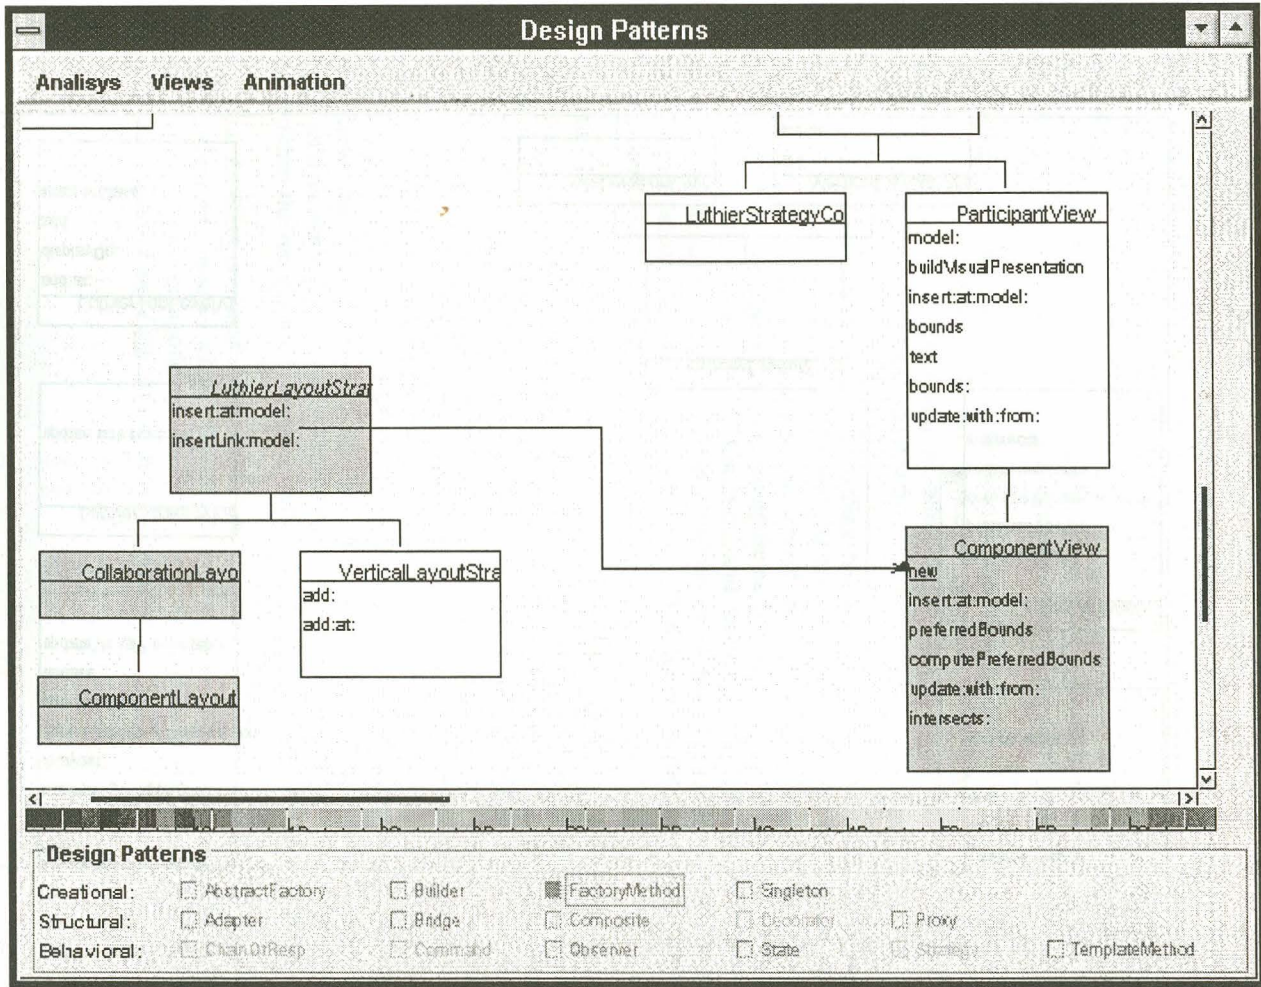 Design Patterns
Analisys Views Animation
LuthierStrategyCo
ParticipantView
model:
buildVisualPresentation
insert:at:model:
bounds
text
bounds:
update:with:from:
LuthierLayoutStrat
insert:at:model:
insertLink:model:
CollaborationLayo
VerticalLayoutStra
add:
add:at:
ComponentLayout
ComponentView
new
insert:at:model:
preferredBounds
computePreferredBounds
update:with:from:
intersects:
Design Patterns
Creational: AbstractFactory Builder FactoryMethod Singleton
Structural: Adapter Bridge Composite Decorator Proxy
Behavioral: ChainOfResp Command Observer State Strategy TemplateMethod